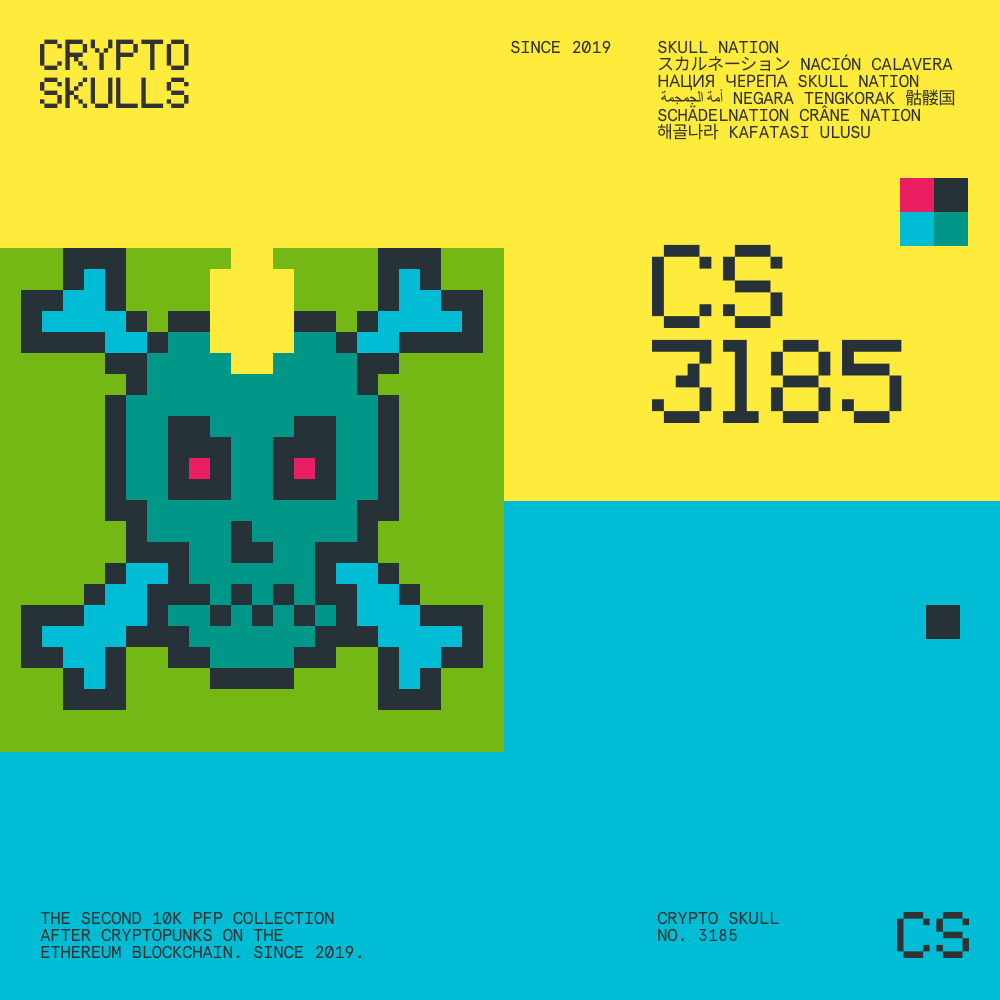 CRYPTO
SKULLS
SINCE 2019
SKULL NATION
スカルネーション NACIÓN CALAVERA
НАЦИЯ ЧЕРЕПА SKULL NATION
أمة الجمجمة NEGARA TENGKORAK 骷髅国
SCHÄDELNATION CRÂNE NATION
해골나라 KAFATASI ULUSU
CS
3185
THE SECOND 10K PFP COLLECTION
AFTER CRYPTOPUNKS ON THE
ETHEREUM BLOCKCHAIN. SINCE 2019.
CRYPTO SKULL
NO. 3185
CS